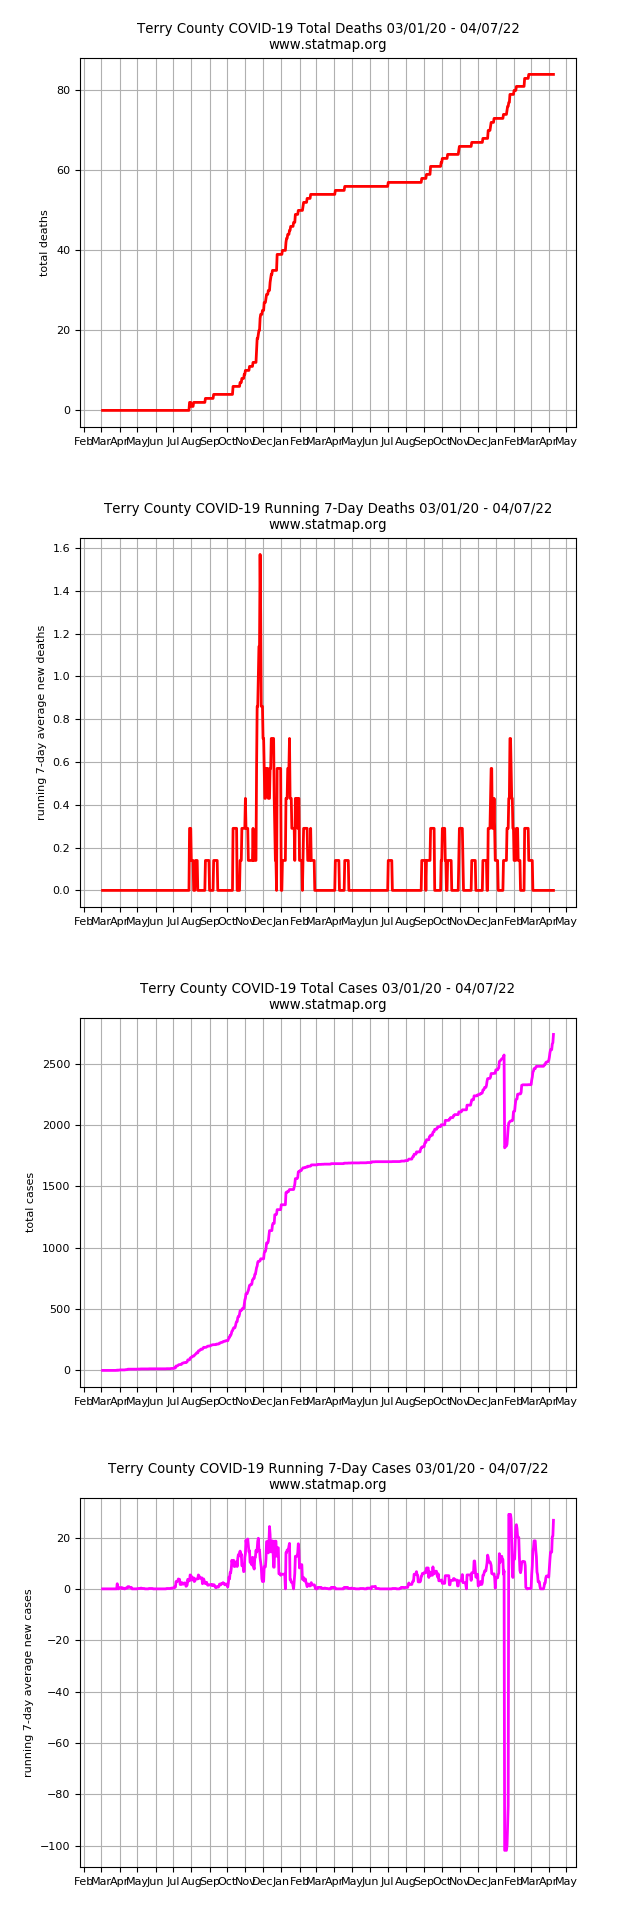 Terry County COVID-19 Total Deaths 03/01/20 - 04/07/22
www.statmap.org
80
60
40
20
0
total deaths
Feb Mar Apr May Jun Jul Aug Sep Oct Nov Dec Jan Feb Mar Apr May Jun Jul Aug Sep Oct Nov Dec Jan Feb Mar Apr May
Terry County COVID-19 Running 7-Day Deaths 03/01/20 - 04/07/22
www.statmap.org
1.6
1.4
1.2
1.0
0.8
0.6
0.4
0.2
0.0
running 7-day average new deaths
Feb Mar Apr May Jun Jul Aug Sep Oct Nov Dec Jan Feb Mar Apr May Jun Jul Aug Sep Oct Nov Dec Jan Feb Mar Apr May
Terry County COVID-19 Total Cases 03/01/20 - 04/07/22
www.statmap.org
2500
2000
1500
1000
500
0
total cases
Feb Mar Apr May Jun Jul Aug Sep Oct Nov Dec Jan Feb Mar Apr May Jun Jul Aug Sep Oct Nov Dec Jan Feb Mar Apr May
Terry County COVID-19 Running 7-Day Cases 03/01/20 - 04/07/22
www.statmap.org
20
0
−20
−40
−60
−80
−100
running 7-day average new cases
Feb Mar Apr May Jun Jul Aug Sep Oct Nov Dec Jan Feb Mar Apr May Jun Jul Aug Sep Oct Nov Dec Jan Feb Mar Apr May